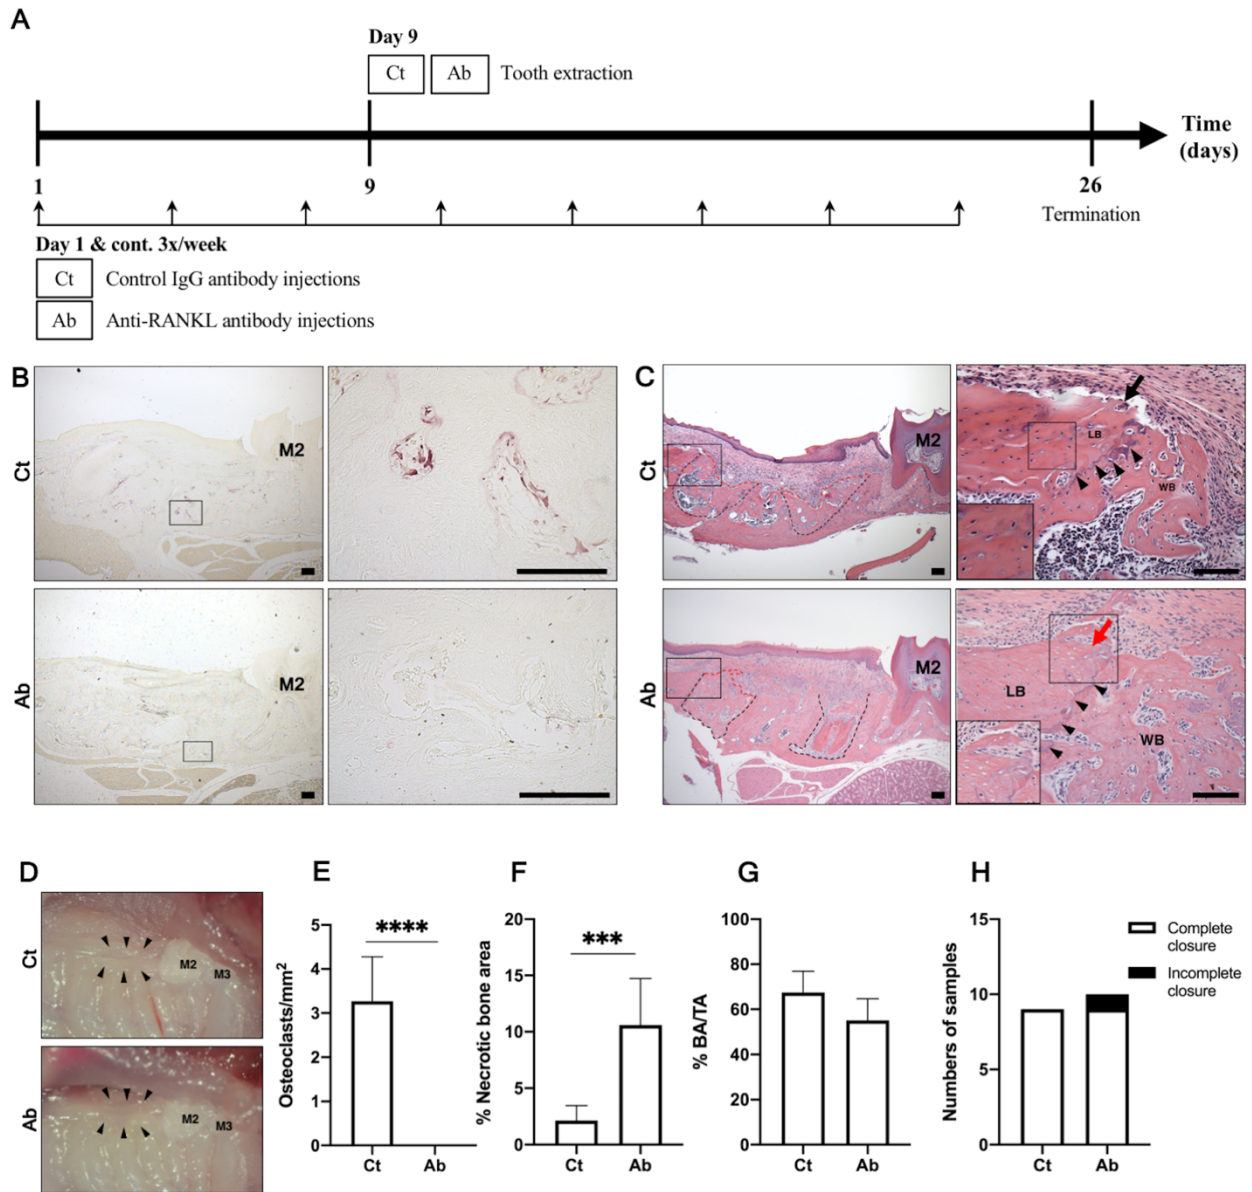 A
Day 9
Ct Ab Tooth extraction
Time
(days)
1 9 26
Termination
Day 1 & cont. 3x/week
Ct Control IgG antibody injections
Ab Anti-RANKL antibody injections
B
Ct
M2
Ab
M2
C
Ct
M2
LB
WB
Ab
M2
LB
WB
D
Ct
M2
M3
Ab
M2
M3
E
Osteoclasts/mm²
5
4
3
2
1
0
****
Ct Ab
F
% Necrotic bone area
20
15
10
5
0
***
Ct Ab
G
% BA/TA
100
80
60
40
20
0
Ct Ab
H
Numbers of samples
15
10
5
0
Ct Ab
Complete
closure
Incomplete
closure